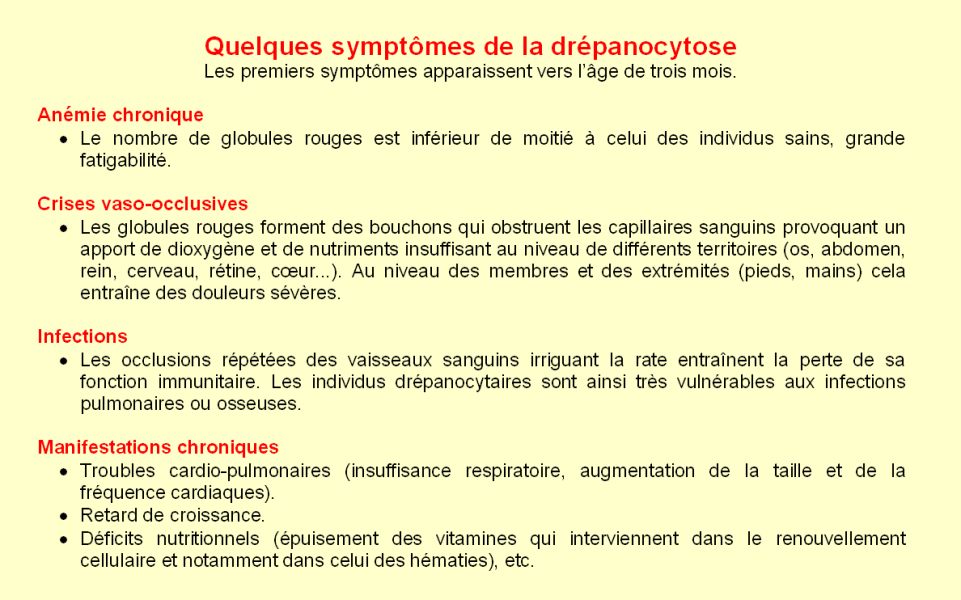 Quelques symptômes de la drépanocytose
Les premiers symptômes apparaissent vers l'âge de trois mois.
Anémie chronique
• Le nombre de globules rouges est inférieur de moitié à celui des individus sains, grande
fatigabilité.
Crises vaso-occlusives
• Les globules rouges forment des bouchons qui obstruent les capillaires sanguins provoquant un
apport de dioxygène et de nutriments insuffisant au niveau de différents territoires (os, abdomen,
rein, cerveau, rétine, cœur...). Au niveau des membres et des extrémités (pieds, mains) cela
entraîne des douleurs sévères.
Infections
• Les occlusions répétées des vaisseaux sanguins irriguant la rate entraînent la perte de sa
fonction immunitaire. Les individus drépanocytaires sont ainsi très vulnérables aux infections
pulmonaires ou osseuses.
Manifestations chroniques
• Troubles cardio-pulmonaires (insuffisance respiratoire, augmentation de la taille et de la
fréquence cardiaques).
• Retard de croissance.
• Déficits nutritionnels (épuisement des vitamines qui interviennent dans le renouvellement
cellulaire et notamment dans celui des hématies), etc.